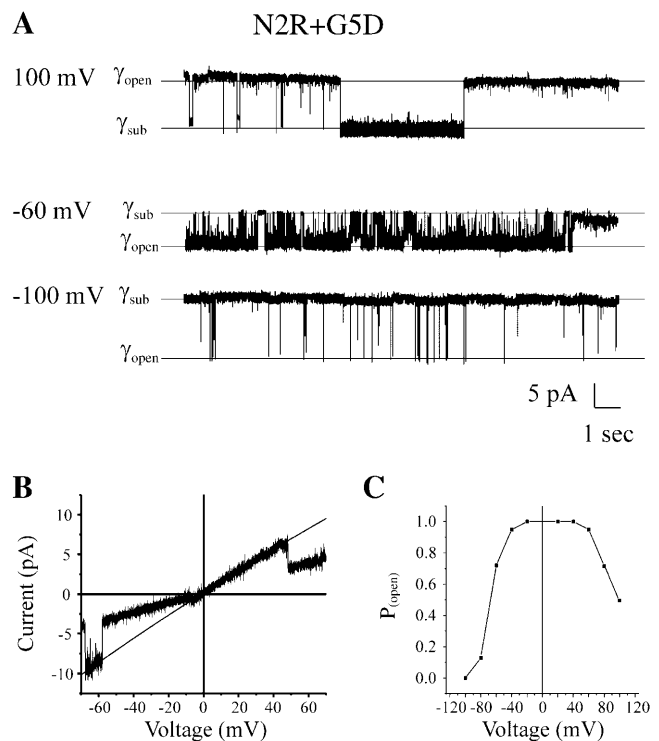 A
N2R+G5D
100 mV
γopen
γsub
-60 mV
γsub
γopen
-100 mV
γsub
γopen
5 pA
1 sec
B
Current (pA)
10
5
0
-5
-10
-60 -40 -20 0 20 40 60
Voltage (mV)
C
P(open)
1.0
0.8
0.6
0.4
0.2
0.0
-120 -80 -40 0 40 80 120
Voltage (mV)